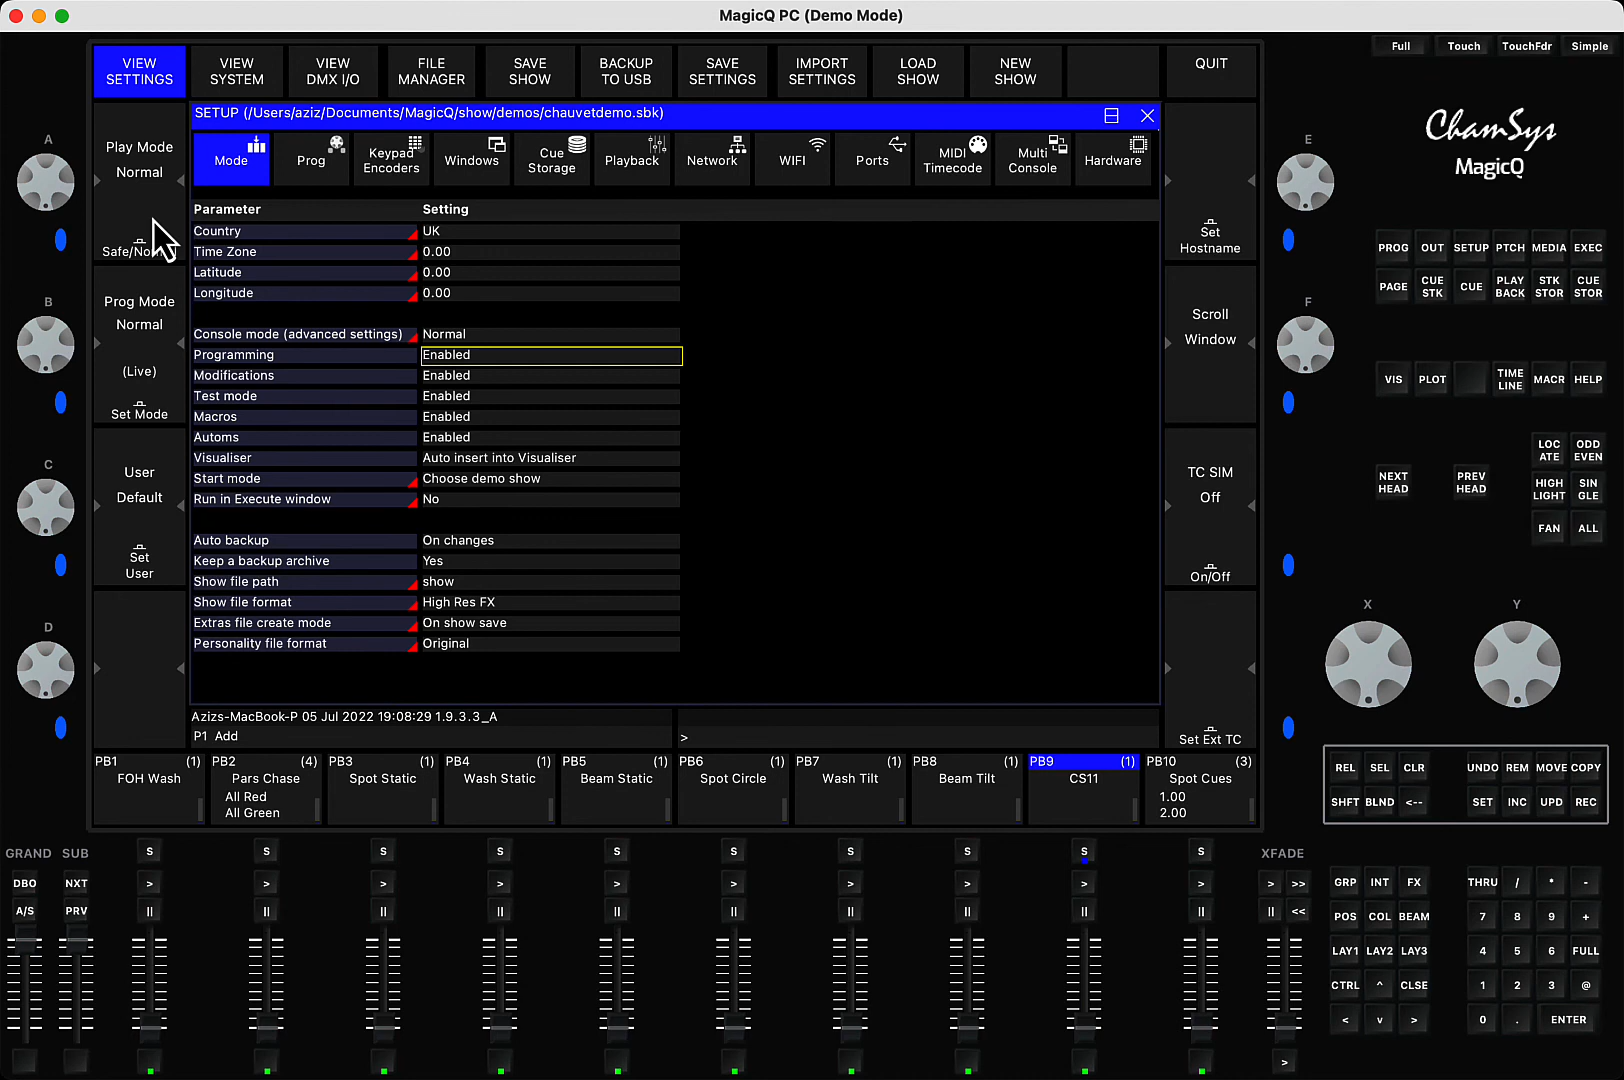 MagicQ PC (Demo Mode)
Full Touch TouchFdr Simple
VIEW SETTINGS
VIEW SYSTEM
VIEW DMX I/O
FILE MANAGER
SAVE SHOW
BACKUP TO USB
SAVE SETTINGS
IMPORT SETTINGS
LOAD SHOW
NEW SHOW
QUIT
SETUP (/Users/aziz/Documents/MagicQ/show/demos/chauvetdemo.sbk)
Mode
Prog
Keypad Encoders
Windows
Cue Storage
Playback
Network
WIFI
Ports
MIDI Timecode
Multi Console
Hardware
A
Play Mode
Normal
B
Prog Mode
Normal
(Live)
Set Mode
C
User
Default
Set
User
D
Parameter Setting
Country UK
Time Zone 0.00
Latitude 0.00
Longitude 0.00
Console mode (advanced settings) Normal
Programming Enabled
Modifications Enabled
Test mode Enabled
Macros Enabled
Automs Enabled
Visualiser Auto insert into Visualiser
Start mode Choose demo show
Run in Execute window No
Auto backup On changes
Keep a backup archive Yes
Show file path show
Show file format High Res FX
Extras file create mode On show save
Personality file format Original
Set
Hostname
Scroll
Window
TC SIM
Off
On/Off
Set Ext TC
E
F
X Y
ChamSys
MagicQ
PROG OUT SETUP PTCH MEDIA EXEC
PAGE CUE STK CUE PLAY BACK STK STOR CUE STOR
VIS PLOT TIME LINE MACR HELP
LOC ATE ODD EVEN
NEXT HEAD PREV HEAD HIGH LIGHT SIN GLE
FAN ALL
Azizs-MacBook-P 05 Jul 2022 19:08:29 1.9.3.3_A
P1 Add >
PB1 (1) FOH Wash
PB2 (4) Pars Chase
All Red
All Green
PB3 (1) Spot Static
PB4 (1) Wash Static
PB5 (1) Beam Static
PB6 (1) Spot Circle
PB7 (1) Wash Tilt
PB8 (1) Beam Tilt
PB9 (1) CS11
PB10 (3) Spot Cues
1.00
2.00
REL SEL CLR UNDO REM MOVE COPY
SHFT BLND <-- SET INC UPD REC
GRAND SUB S S S S S S S S S S XFADE
DBO NXT > > > > > > > > > > > >>
A/S PRV || || || || || || || || || || || <<
>
GRP INT FX THRU / * -
POS COL BEAM 7 8 9 +
LAY1 LAY2 LAY3 4 5 6 FULL
CTRL ^ CLSE 1 2 3 @
< v > 0 . ENTER